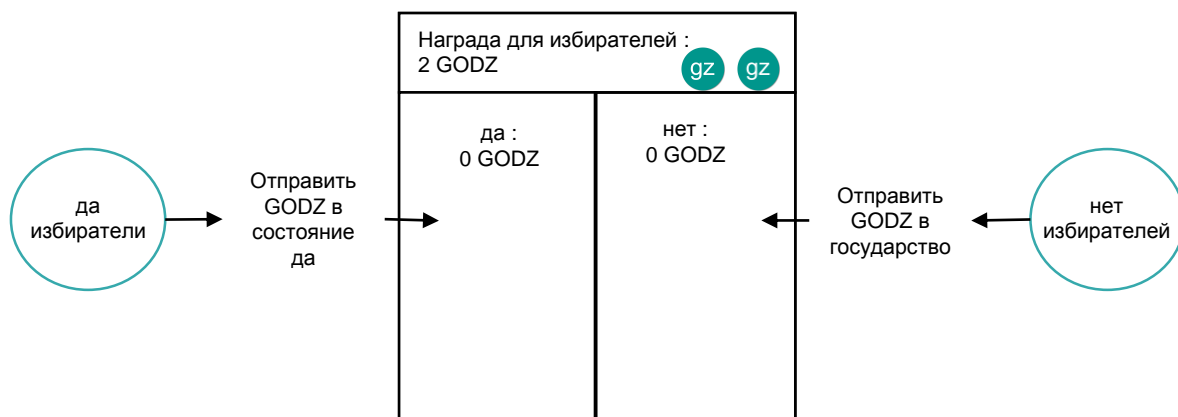 Награда для избирателей :
2 GODZ
gz gz
да :
0 GODZ
нет :
0 GODZ
да
избиратели
Отправить
GODZ в
состояние
да
Отправить
GODZ в
государство
нет
избирателей